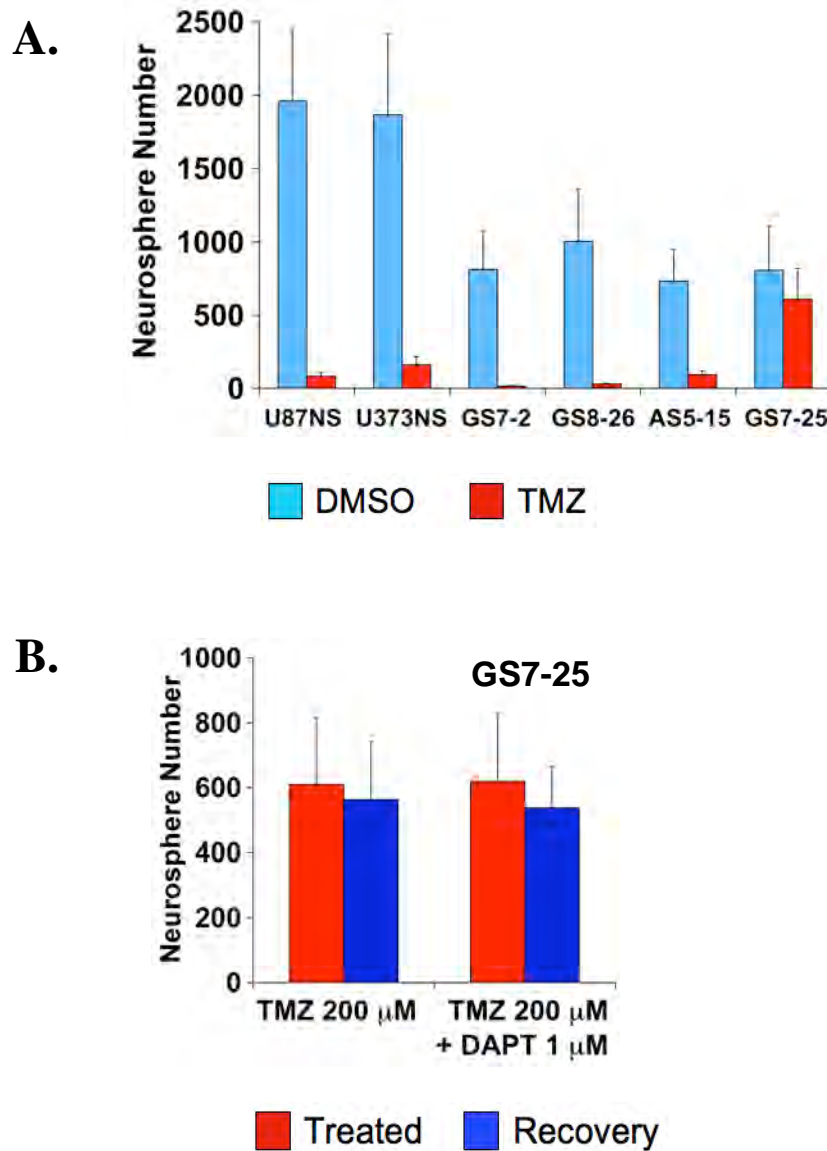 A.
Neurosphere Number
2500
2000
1500
1000
500
0
U87NS U373NS GS7-2 GS8-26 AS5-15 GS7-25
DMSO TMZ
B.
Neurosphere Number
GS7-25
1000
800
600
400
200
0
TMZ 200 μM TMZ 200 μM
+ DAPT 1 μM
Treated Recovery